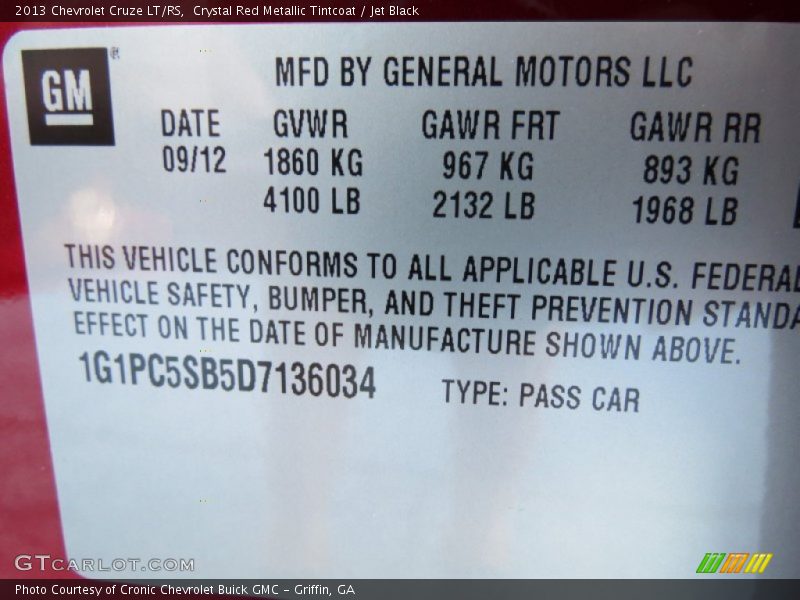 2013 Chevrolet Cruze LT/RS, Crystal Red Metallic Tintcoat / Jet Black
GM ®
MFD BY GENERAL MOTORS LLC
DATE GVWR GAWR FRT GAWR RR
09/12 1860 KG 967 KG 893 KG
4100 LB 2132 LB 1968 LB
THIS VEHICLE CONFORMS TO ALL APPLICABLE U.S. FEDERAL
VEHICLE SAFETY, BUMPER, AND THEFT PREVENTION STANDA
EFFECT ON THE DATE OF MANUFACTURE SHOWN ABOVE.
1G1PC5SB5D7136034 TYPE: PASS CAR
GTCARLOT.COM
Photo Courtesy of Cronic Chevrolet Buick GMC – Griffin, GA